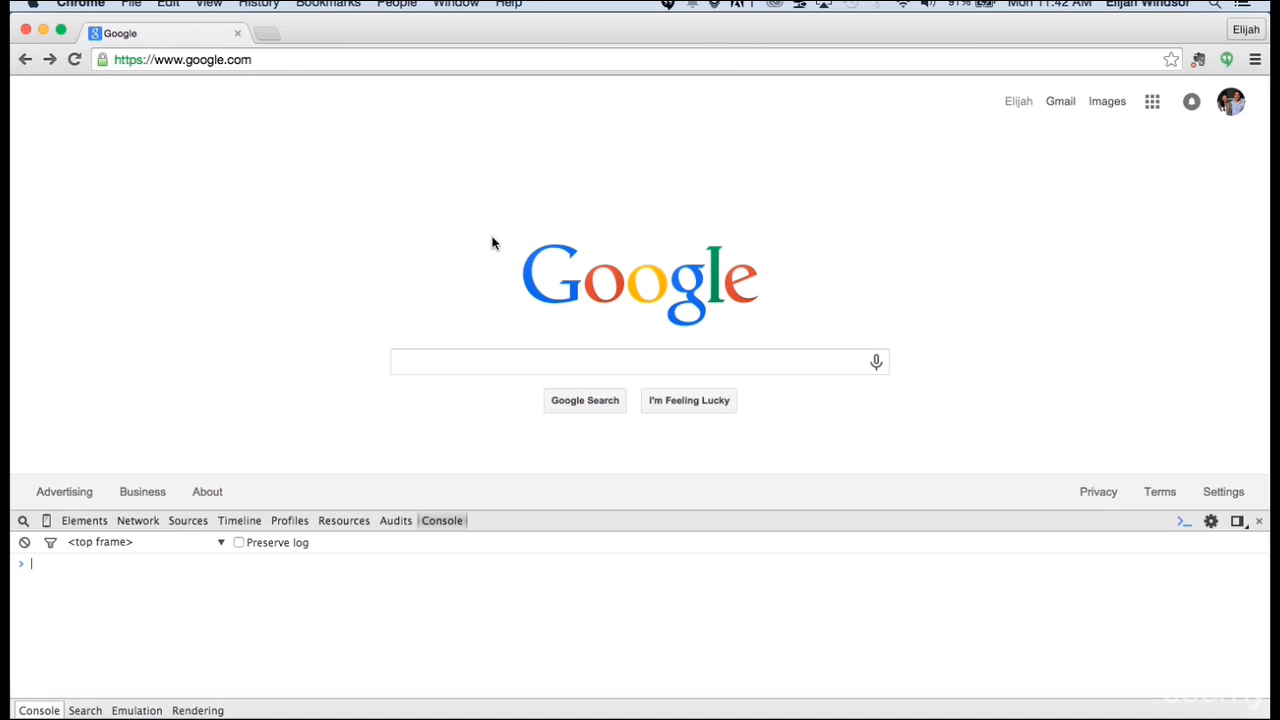 Chrome File Edit View History Bookmarks People Window Help 91% Mon 11:42 AM Elijah Windsor
Google Elijah
https://www.google.com
Elijah Gmail Images
Google
Google Search I'm Feeling Lucky
Advertising Business About Privacy Terms Settings
Elements Network Sources Timeline Profiles Resources Audits Console
<top frame> Preserve log
Console Search Emulation Rendering